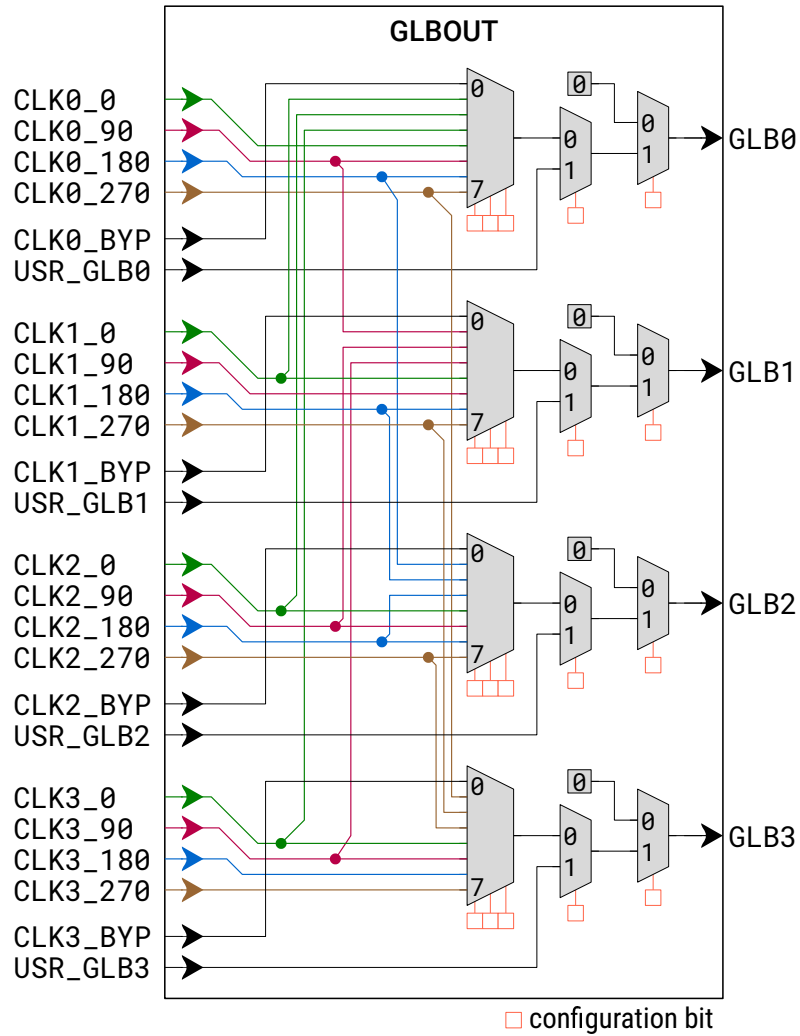 GLBOUT
0
0
CLK0_0
CLK0_90
0
0
GLB0
CLK0_180
1
1
CLK0_270
7
CLK0_BYP
USR_GLB0
0
0
CLK1_0
CLK1_90
0
0
GLB1
CLK1_180
1
1
CLK1_270
7
CLK1_BYP
USR_GLB1
0
0
CLK2_0
CLK2_90
0
0
GLB2
CLK2_180
1
1
CLK2_270
7
CLK2_BYP
USR_GLB2
0
0
CLK3_0
CLK3_90
0
0
GLB3
CLK3_180
1
1
CLK3_270
7
CLK3_BYP
USR_GLB3
configuration bit